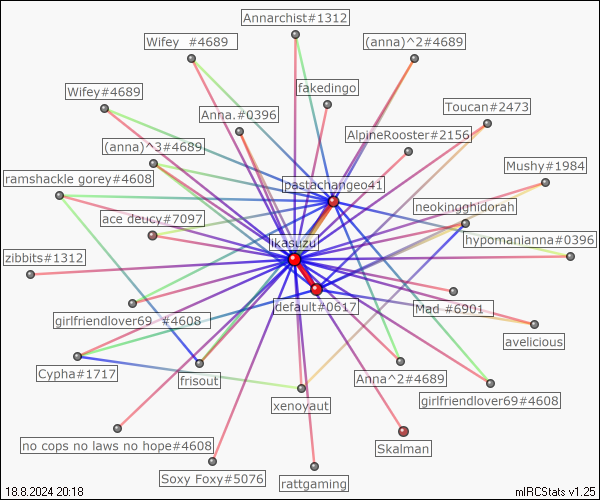 Annarchist#1312
Wifey #4689
(anna)^2#4689
fakedingo
Wifey#4689
Toucan#2473
Anna.#0396
AlpineRooster#2156
(anna)^3#4689
Mushy#1984
ramshackle gorey#4608
pastachangeo41
neokingghidorah
ace deucy#7097
hypomanianna#0396
ikasuzu
zibbits#1312
default#0617
Mad #6901
girlfriendlover69 #4608
avelicious
Cypha#1717
frisout
Anna^2#4689
girlfriendlover69#4608
xenoyaut
no cops no laws no hope#4608
Skalman
Soxy Foxy#5076
rattgaming
18.8.2024 20:18
mIRCStats v1.25